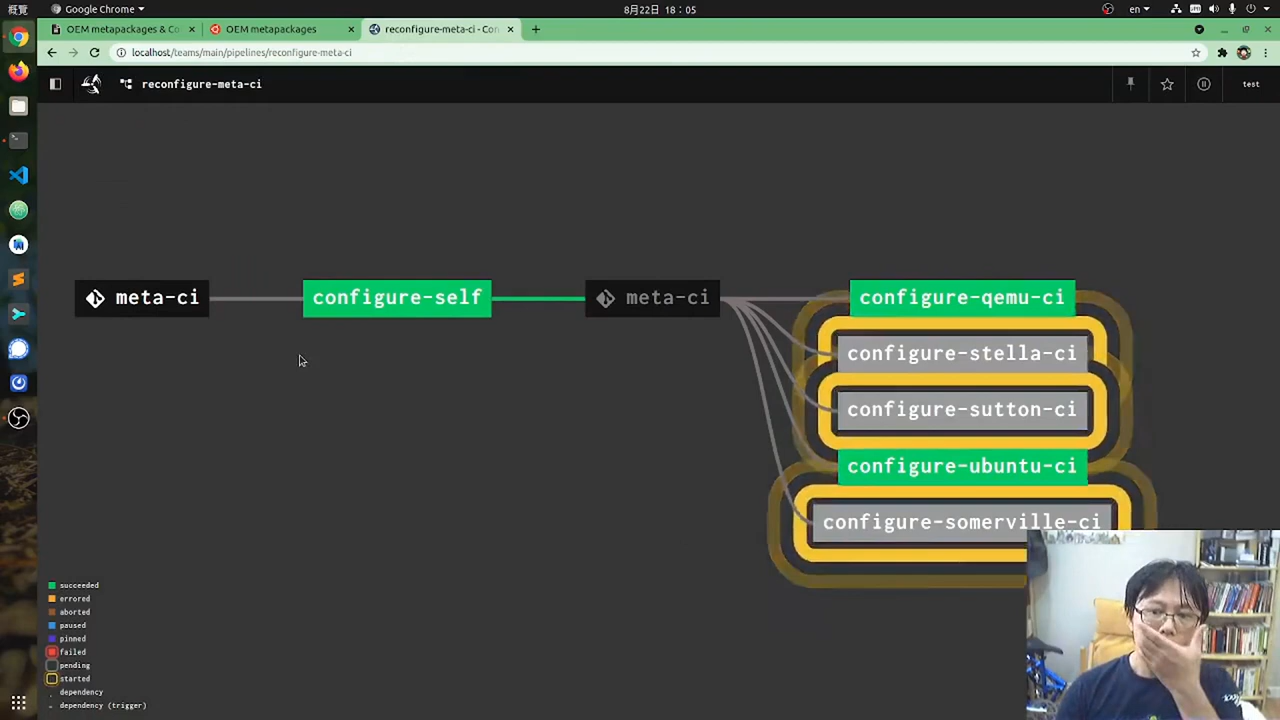 概覽
Google Chrome
8月22日 18:05
en
OEM metapackages & Co
OEM metapackages
reconfigure-meta-ci - Con
localhost/teams/main/pipelines/reconfigure-meta-ci
reconfigure-meta-ci
test
meta-ci
configure-self
meta-ci
configure-qemu-ci
configure-stella-ci
configure-sutton-ci
configure-ubuntu-ci
configure-somerville-ci
succeeded
errored
aborted
paused
pinned
failed
pending
started
dependency
dependency (trigger)